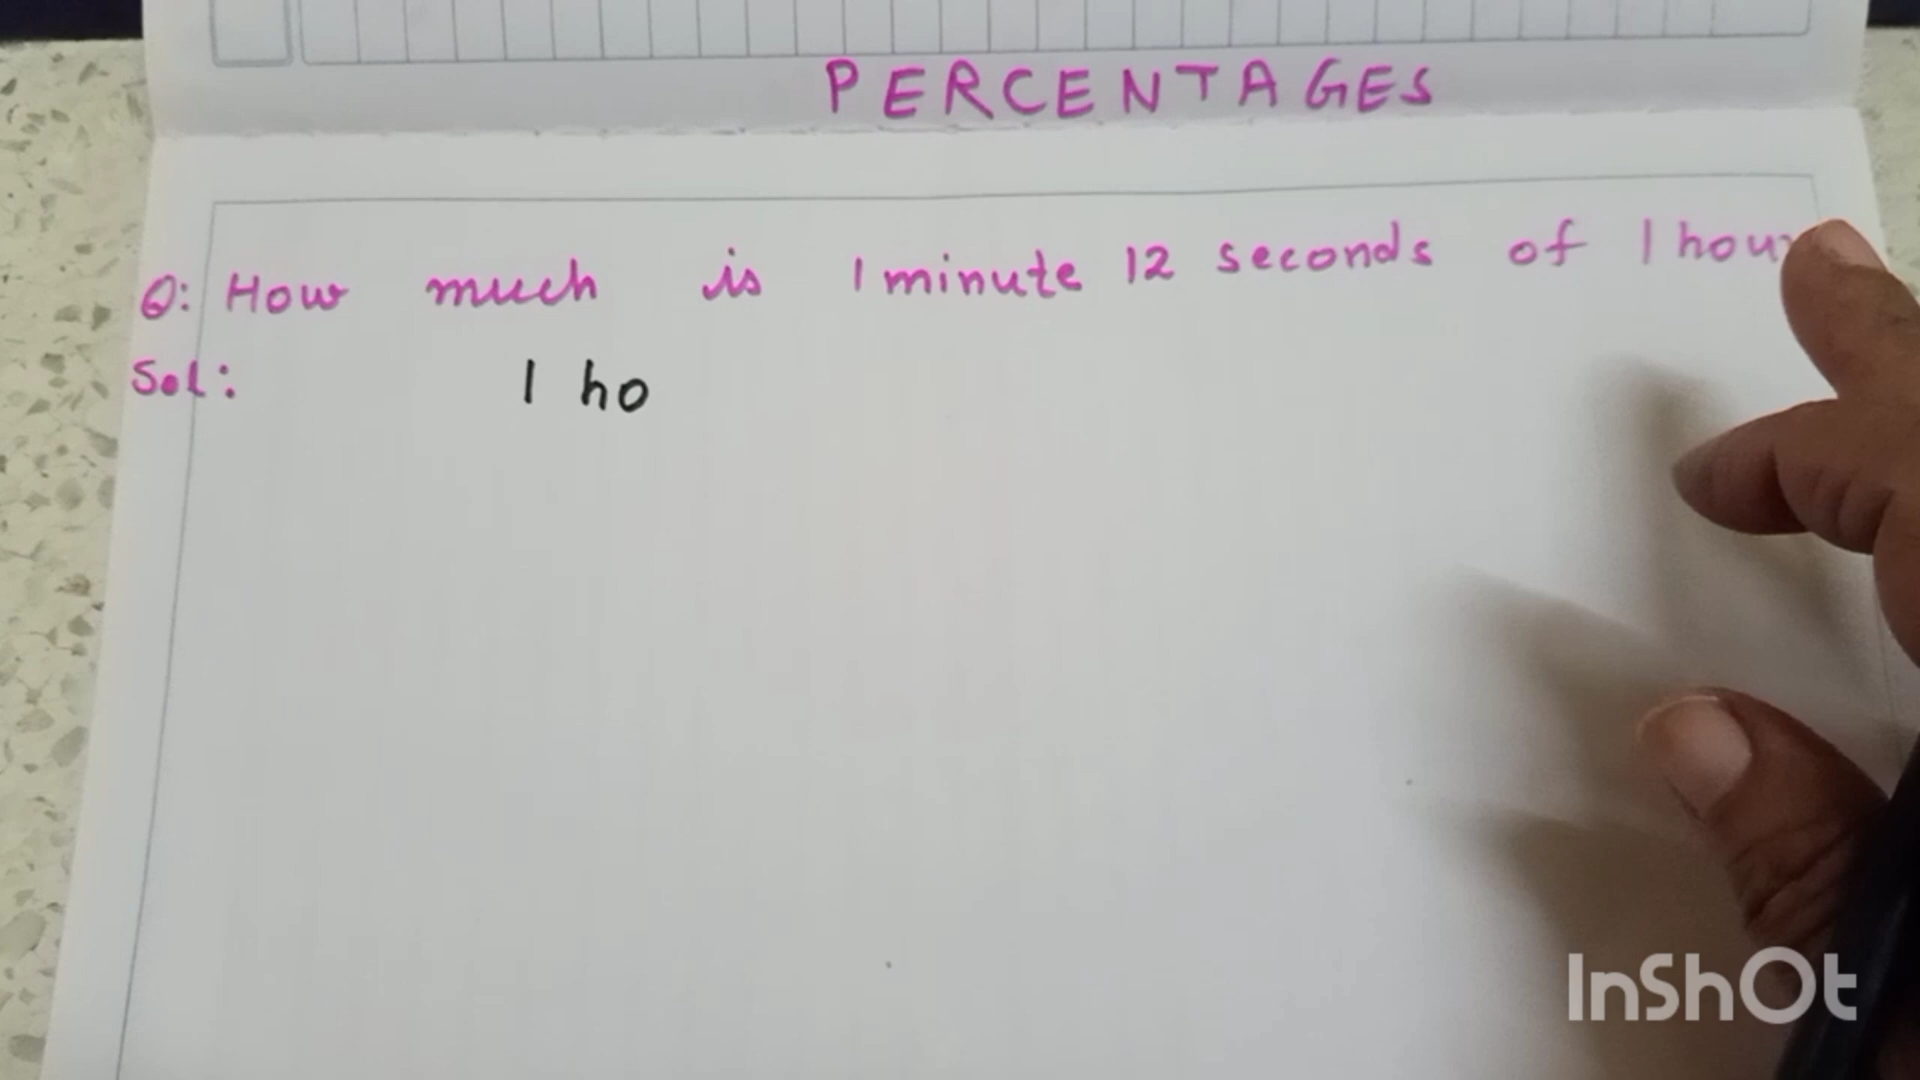 PERCENTAGES
Q: How much is 1 minute 12 seconds of 1 hour
Sol: 1 ho
InShOt